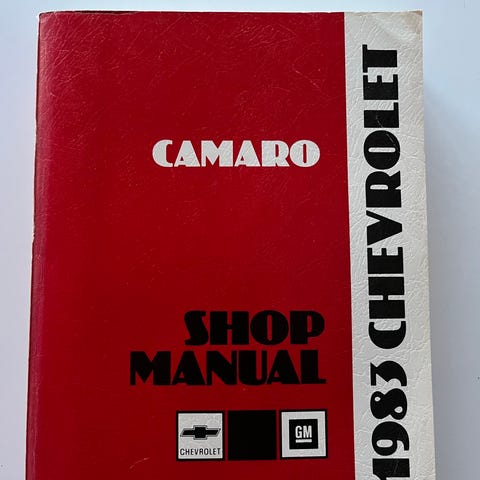 CAMARO
SHOP
MANUAL
CHEVROLET
GM
1983 CHEVROLET